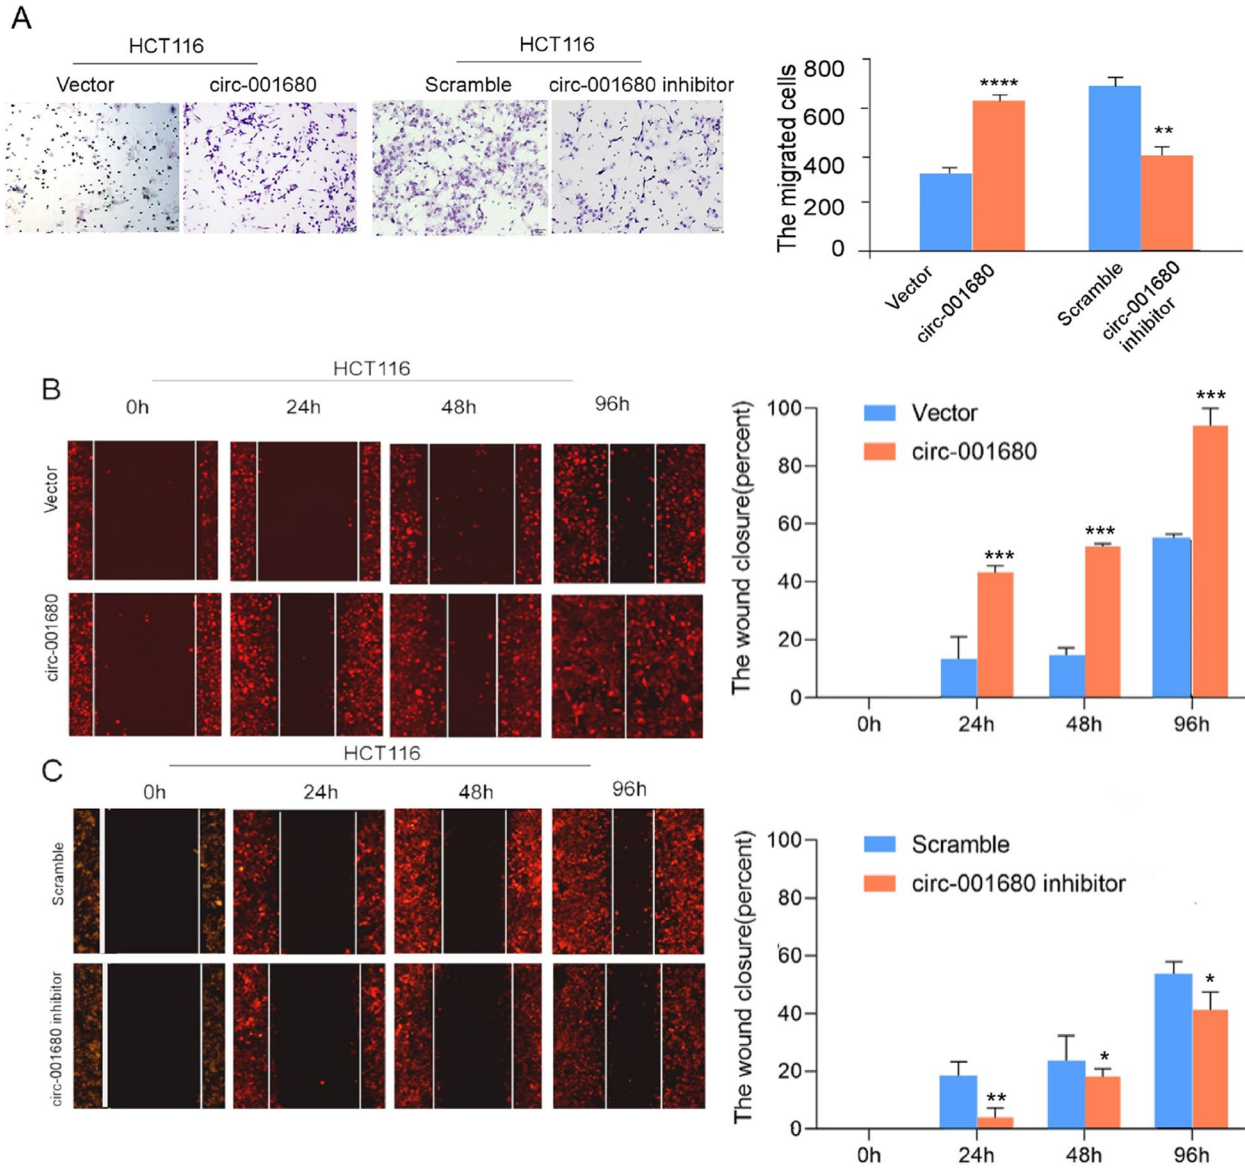 A
HCT116
Vector
circ-001680
HCT116
Scramble
circ-001680 inhibitor
The migrated cells
800
600
400
200
0
****
**
Vector
circ-001680
Scramble
circ-001680
inhibitor
B
HCT116
0h
24h
48h
96h
Vector
circ-001680
The wound closure(percent)
100
80
60
40
20
0
Vector
circ-001680
***
***
***
0h
24h
48h
96h
C
HCT116
0h
24h
48h
96h
Scramble
circ-001680 inhibitor
The wound closure(percent)
100
80
60
40
20
0
Scramble
circ-001680 inhibitor
**
*
*
0h
24h
48h
96h